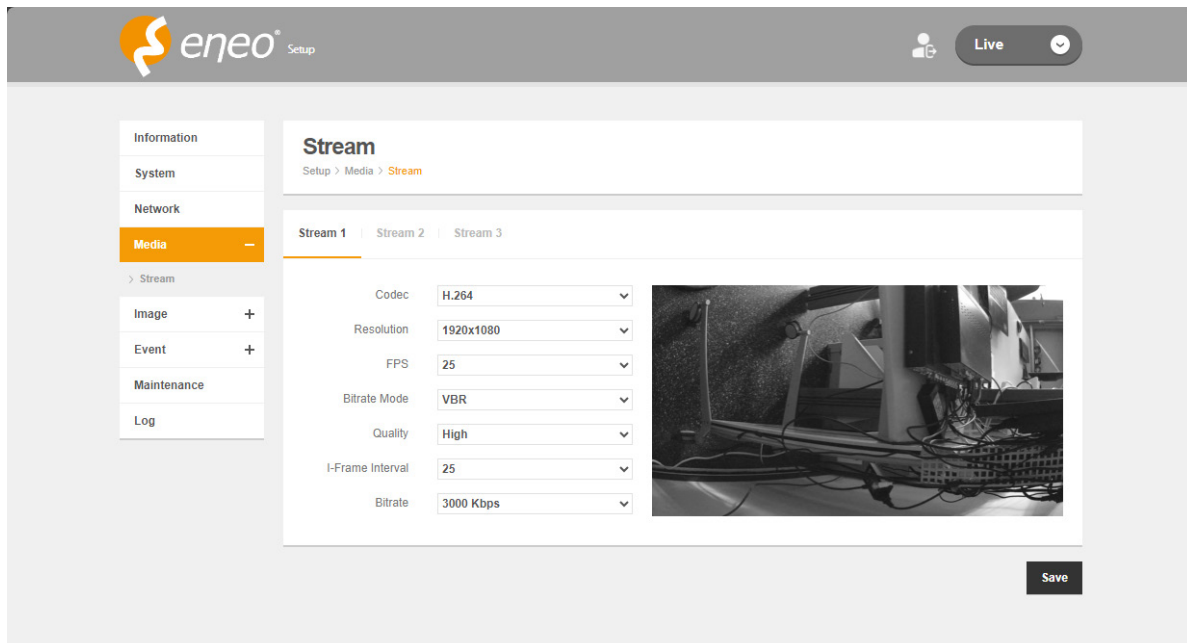 eneo® Setup
Live
Information
System
Network
Media
> Stream
Image
Event
Maintenance
Log
Stream
Setup > Media > Stream
Stream 1 | Stream 2 | Stream 3
Codec H.264
Resolution 1920x1080
FPS 25
Bitrate Mode VBR
Quality High
I-Frame Interval 25
Bitrate 3000 Kbps
Save